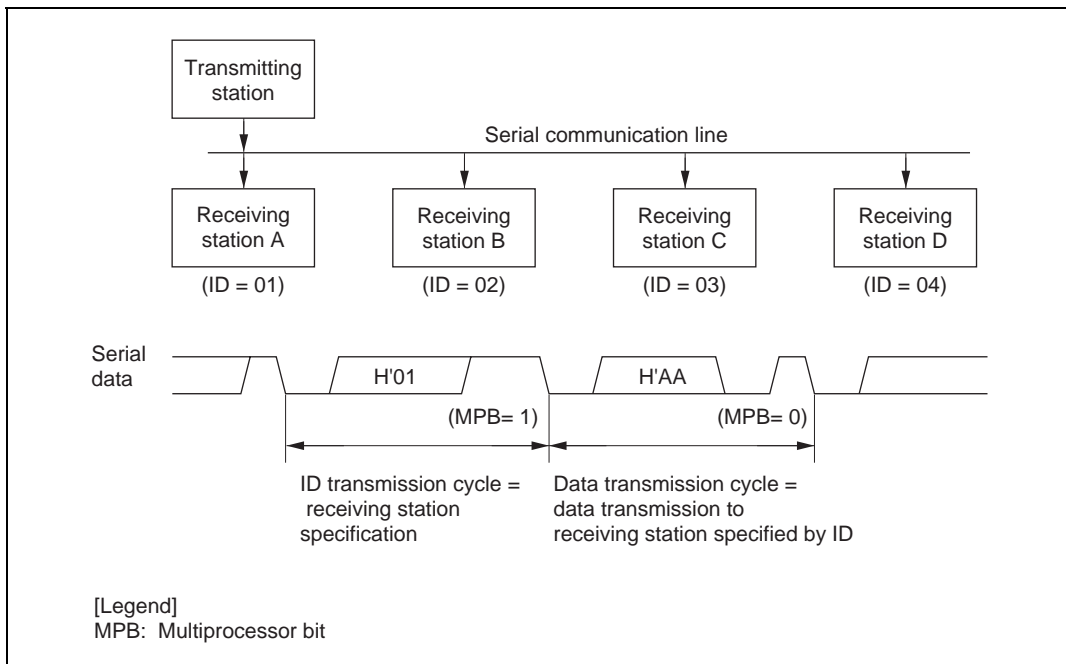 Transmitting
station
Serial communication line
Receiving
station A
Receiving
station B
Receiving
station C
Receiving
station D
(ID = 01)
(ID = 02)
(ID = 03)
(ID = 04)
Serial
data
H'01
H'AA
(MPB= 1)
(MPB= 0)
ID transmission cycle =
receiving station
specification
Data transmission cycle =
data transmission to
receiving station specified by ID
[Legend]
MPB: Multiprocessor bit